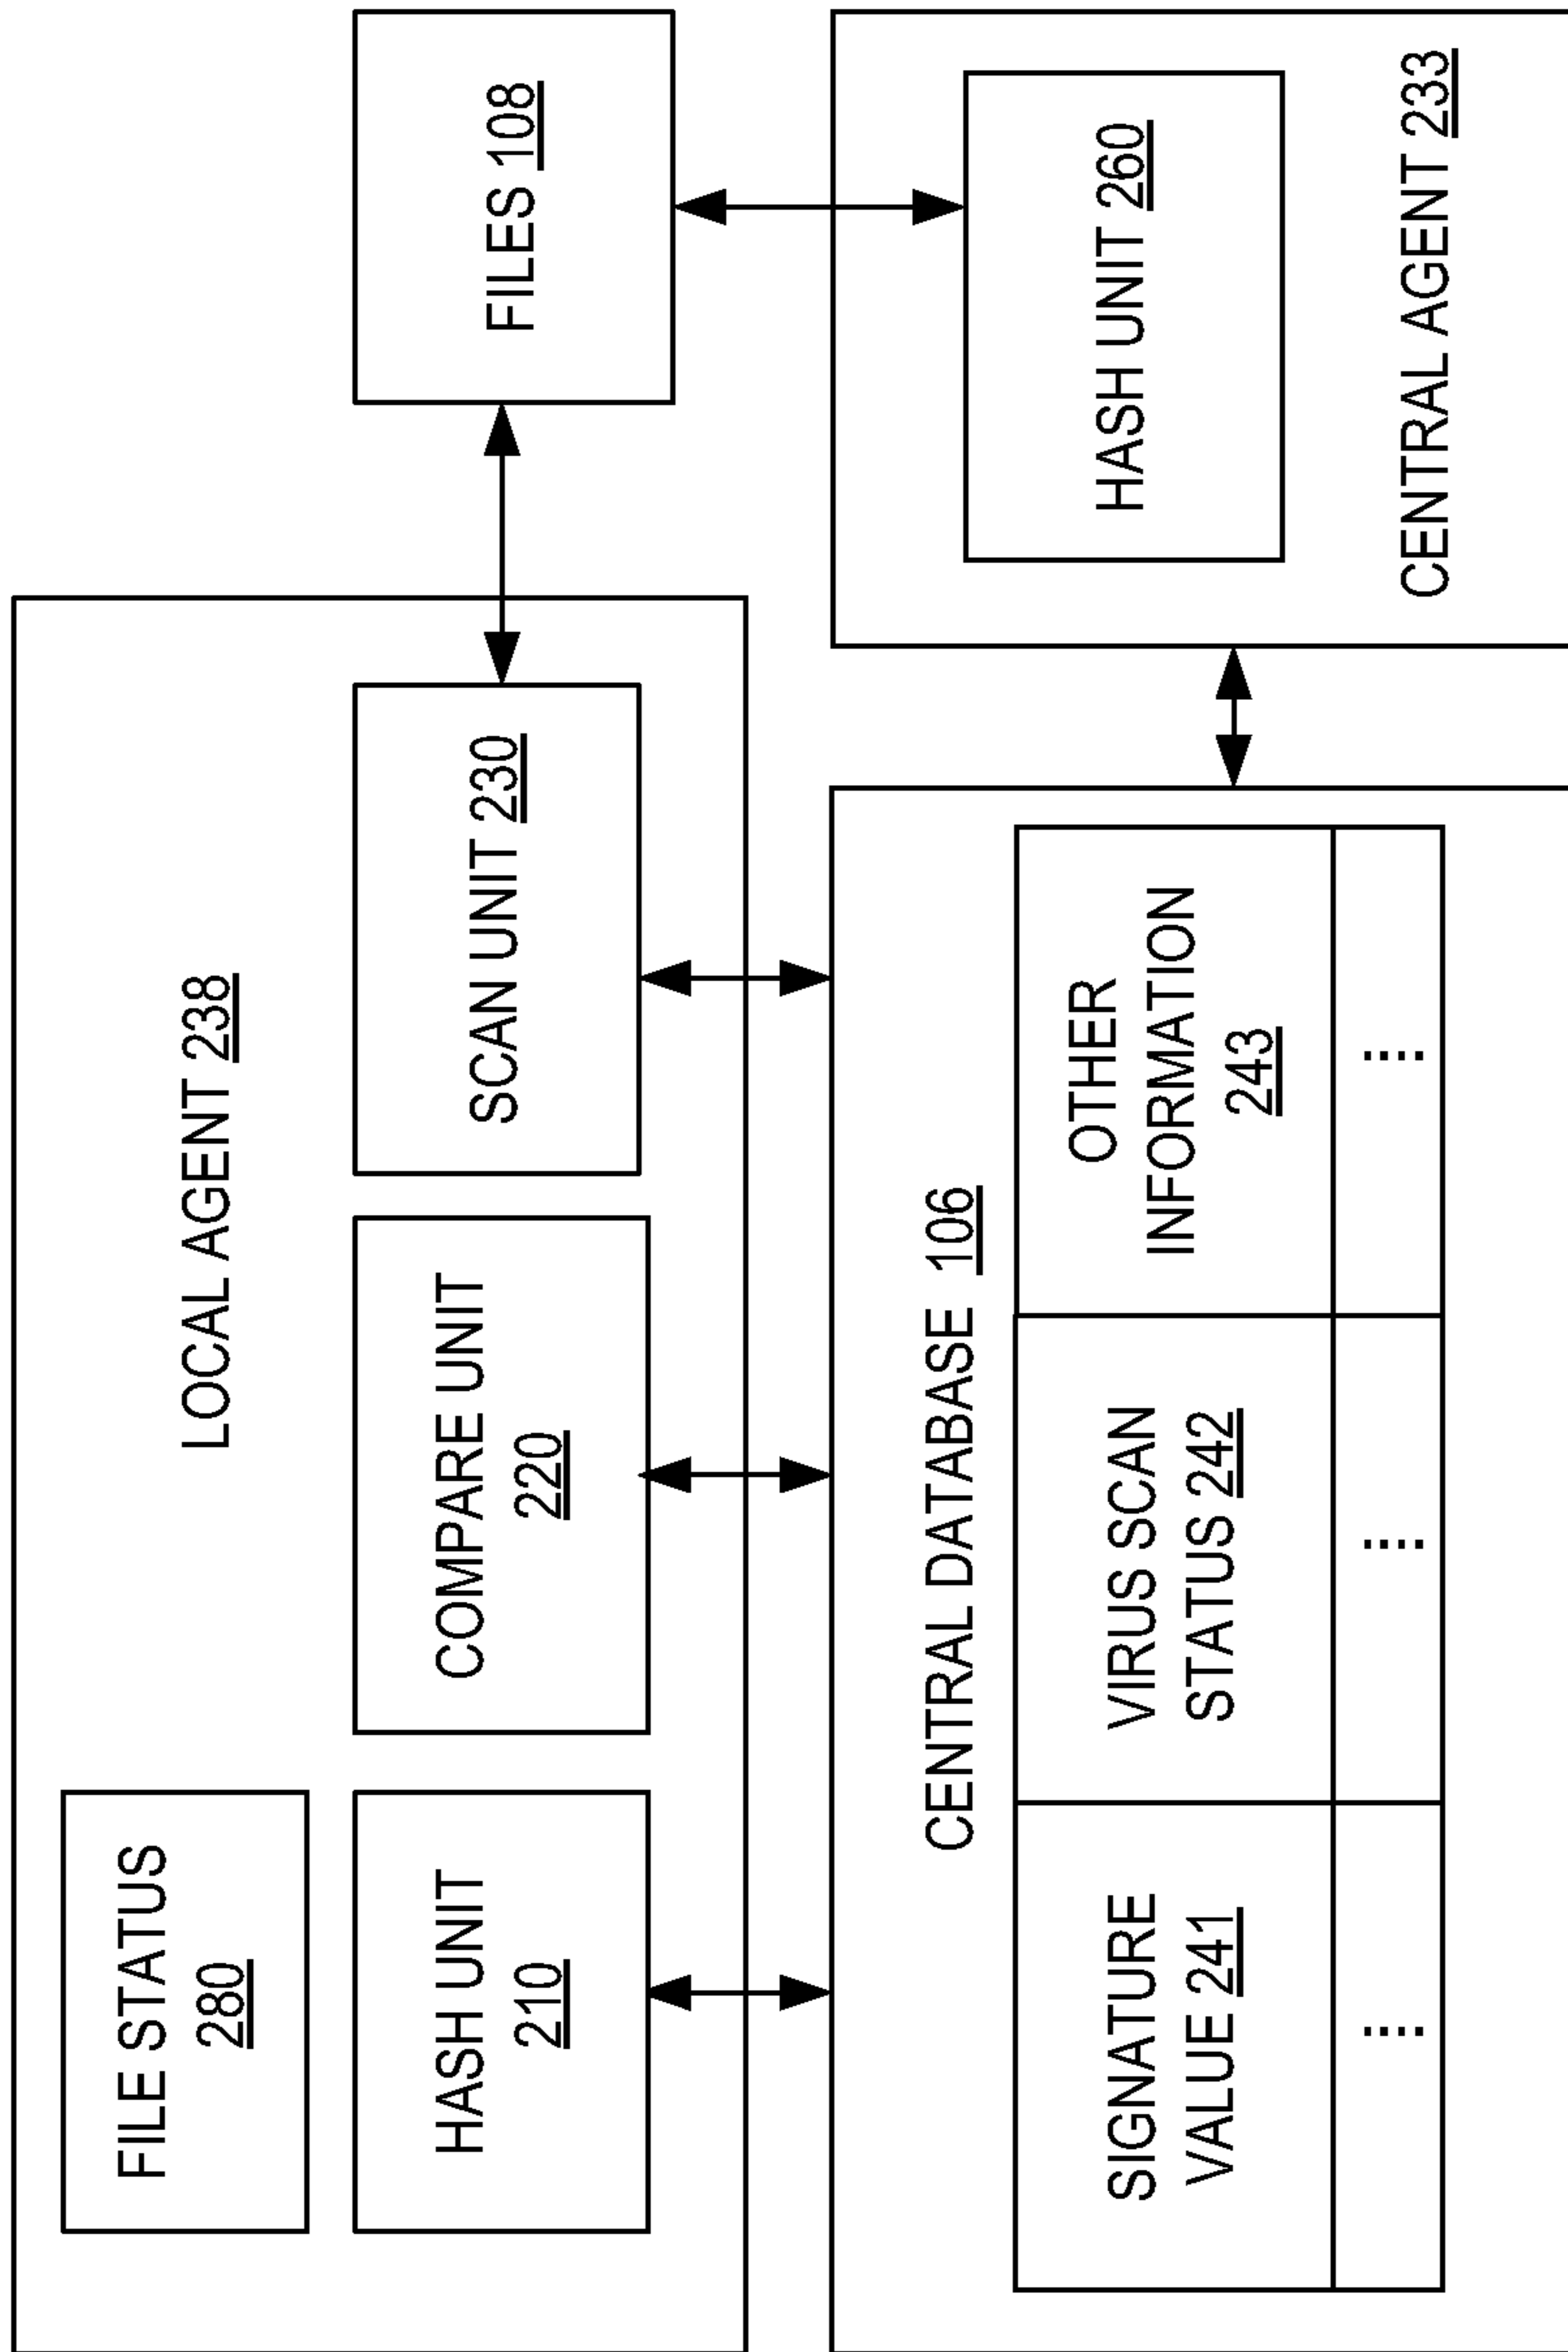 LOCAL AGENT 238
FILE STATUS
280
HASH UNIT
210
COMPARE UNIT
220
SCAN UNIT 230
FILES 108
CENTRAL DATABASE 106
SIGNATURE
VALUE 241
VIRUS SCAN
STATUS 242
OTHER
INFORMATION
243
HASH UNIT 260
CENTRAL AGENT 233